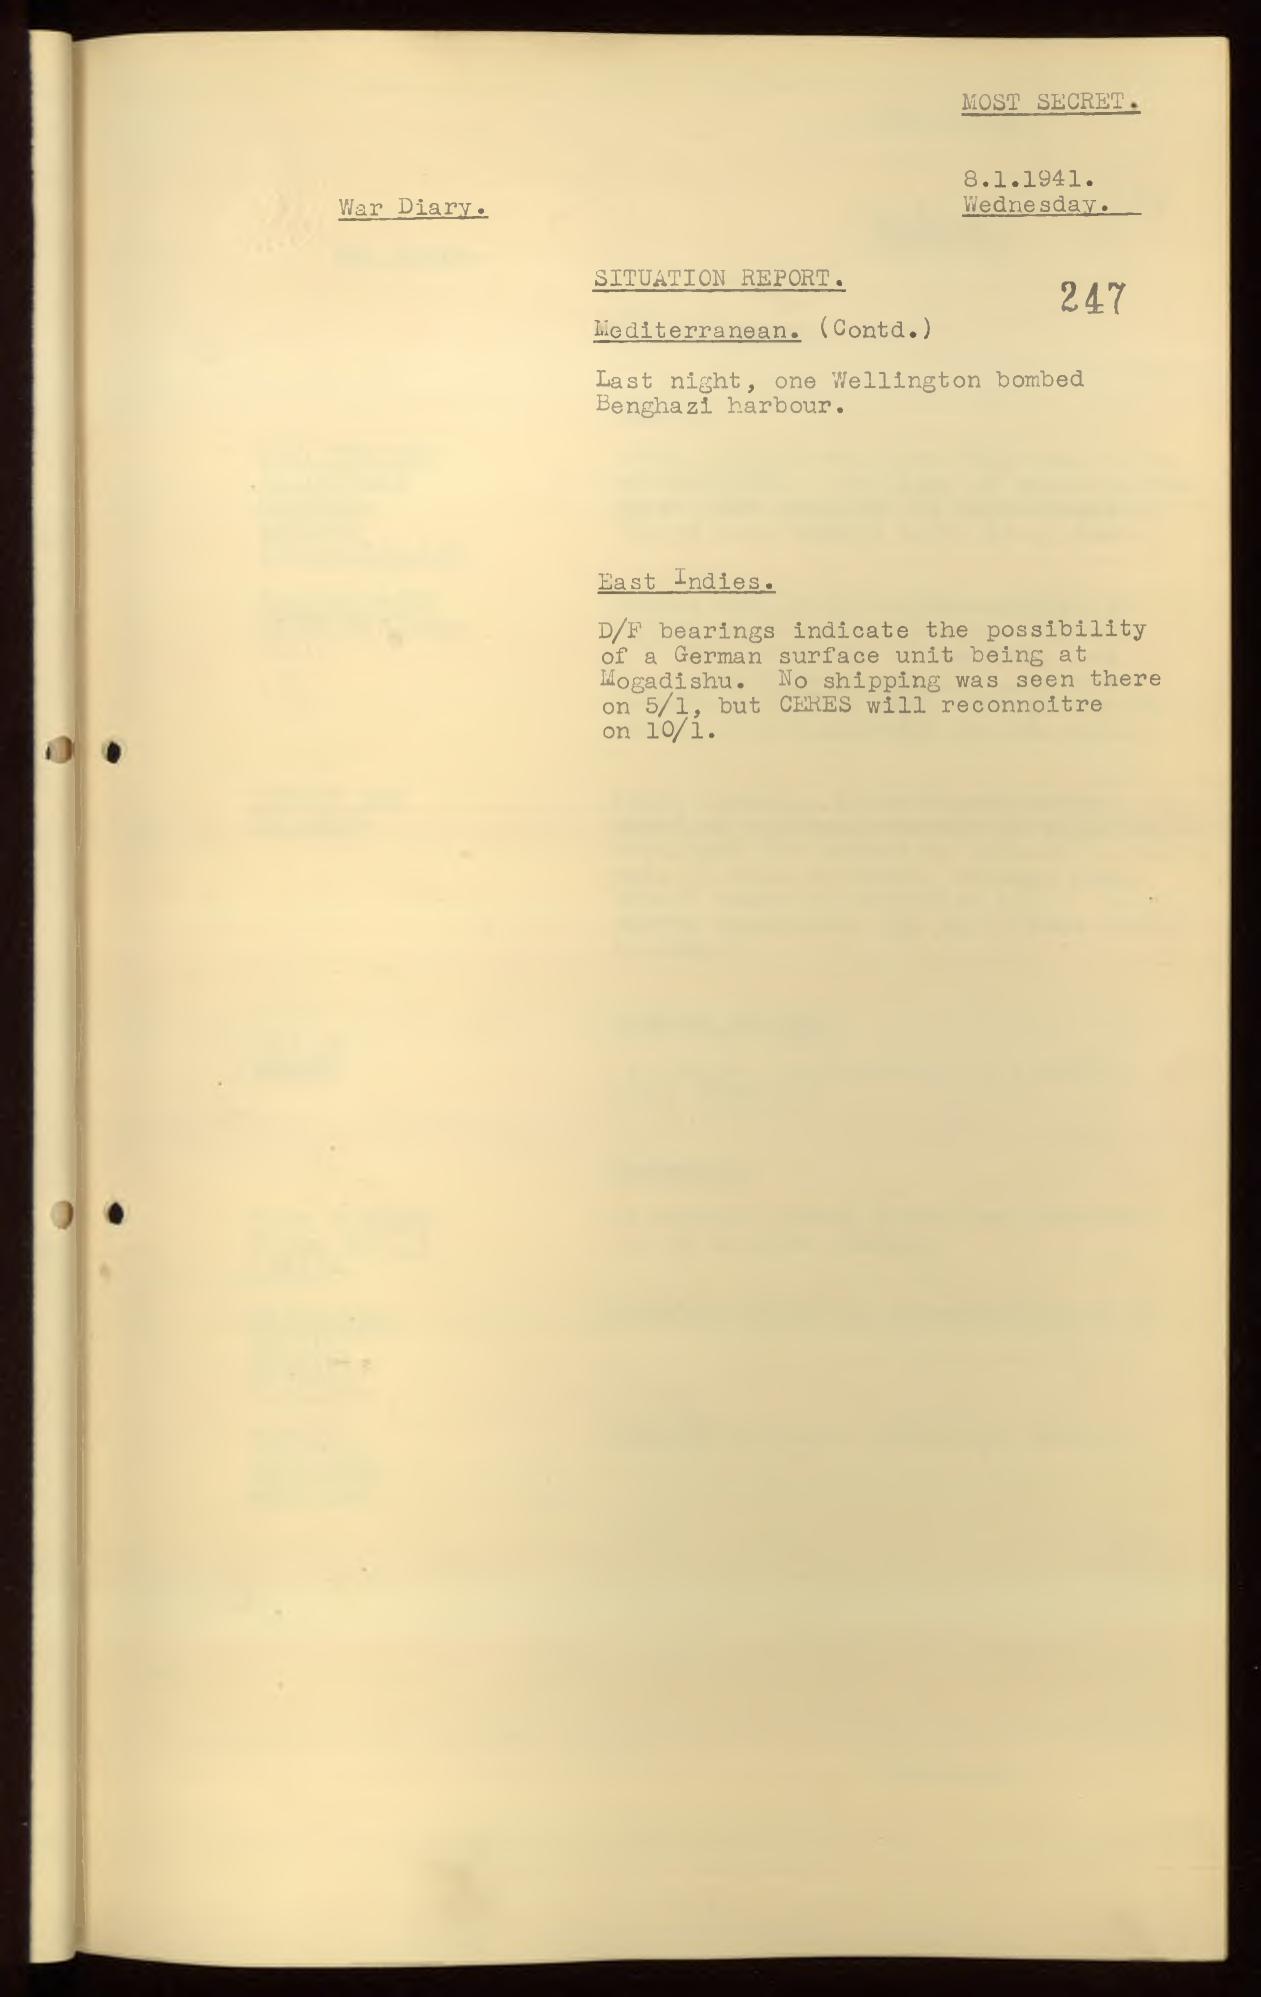 MOST SECRET.
8.1.1941.
War Diary.
Wednesday.
SITUATION REPORT.
247
Mediterranean. (Contd.)
Last night, one Wellington bombed
Benghazi harbour.
East Indies.
D/F bearings indicate the possibility
of a German surface unit being at
Mogadishu. No shipping was seen there
on 5/1, but CERES will reconnoitre
on 10/1.